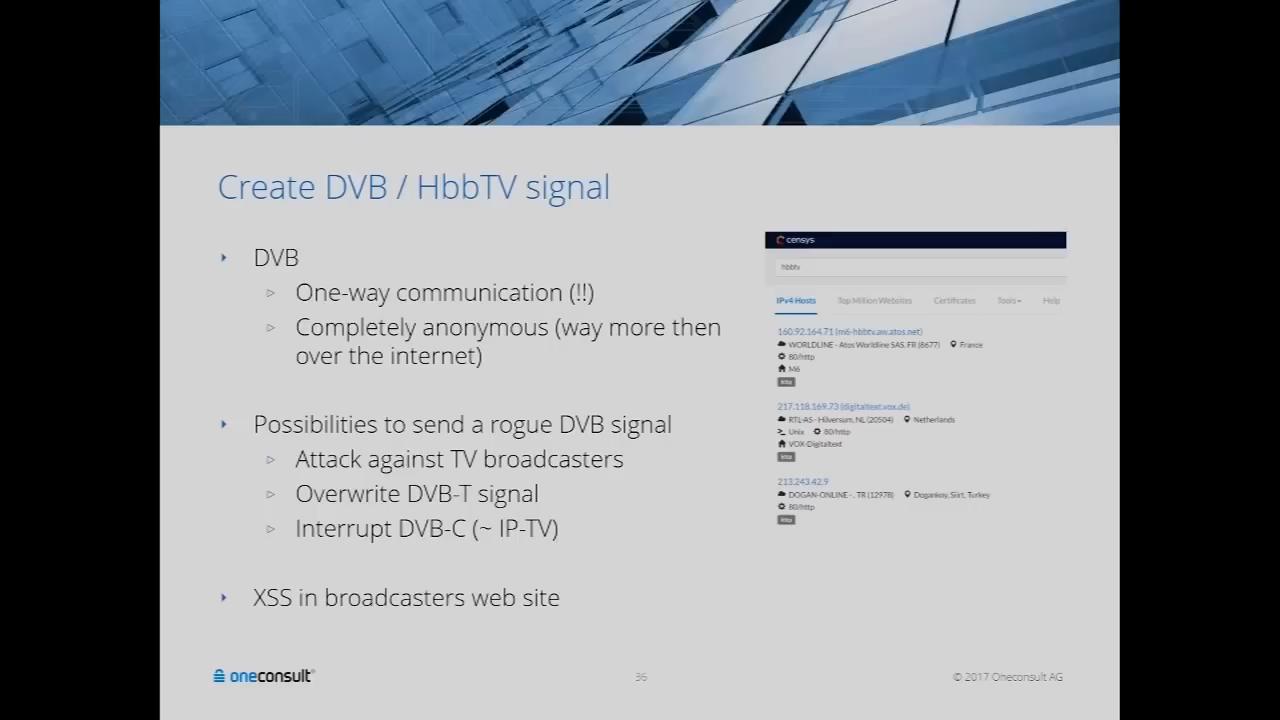 Create DVB / HbbTV signal
DVB
One-way communication (!!)
Completely anonymous (way more then
over the internet)
Possibilities to send a rogue DVB signal
Attack against TV broadcasters
Overwrite DVB-T signal
Interrupt DVB-C (~ IP-TV)
XSS in broadcasters web site
censys
hbbtv
IPv4 Hosts Top Million Websites Certificates Tools Help
160.92.164.71 (m6-hbbtv.aw.atos.net)
WORLDLINE - Atos Worldline SAS, FR (8677) France
80/http
M6
http
217.118.169.73 (digitaltext.vox.de)
RTL-AS - Hilversum, NL (20504) Netherlands
Unix 80/http
VOX-Digitaltext
http
213.243.42.9
DOGAN-ONLINE - , TR (12978) Dogankoy, Siirt, Turkey
80/http
http
oneconsult®
36
© 2017 Oneconsult AG